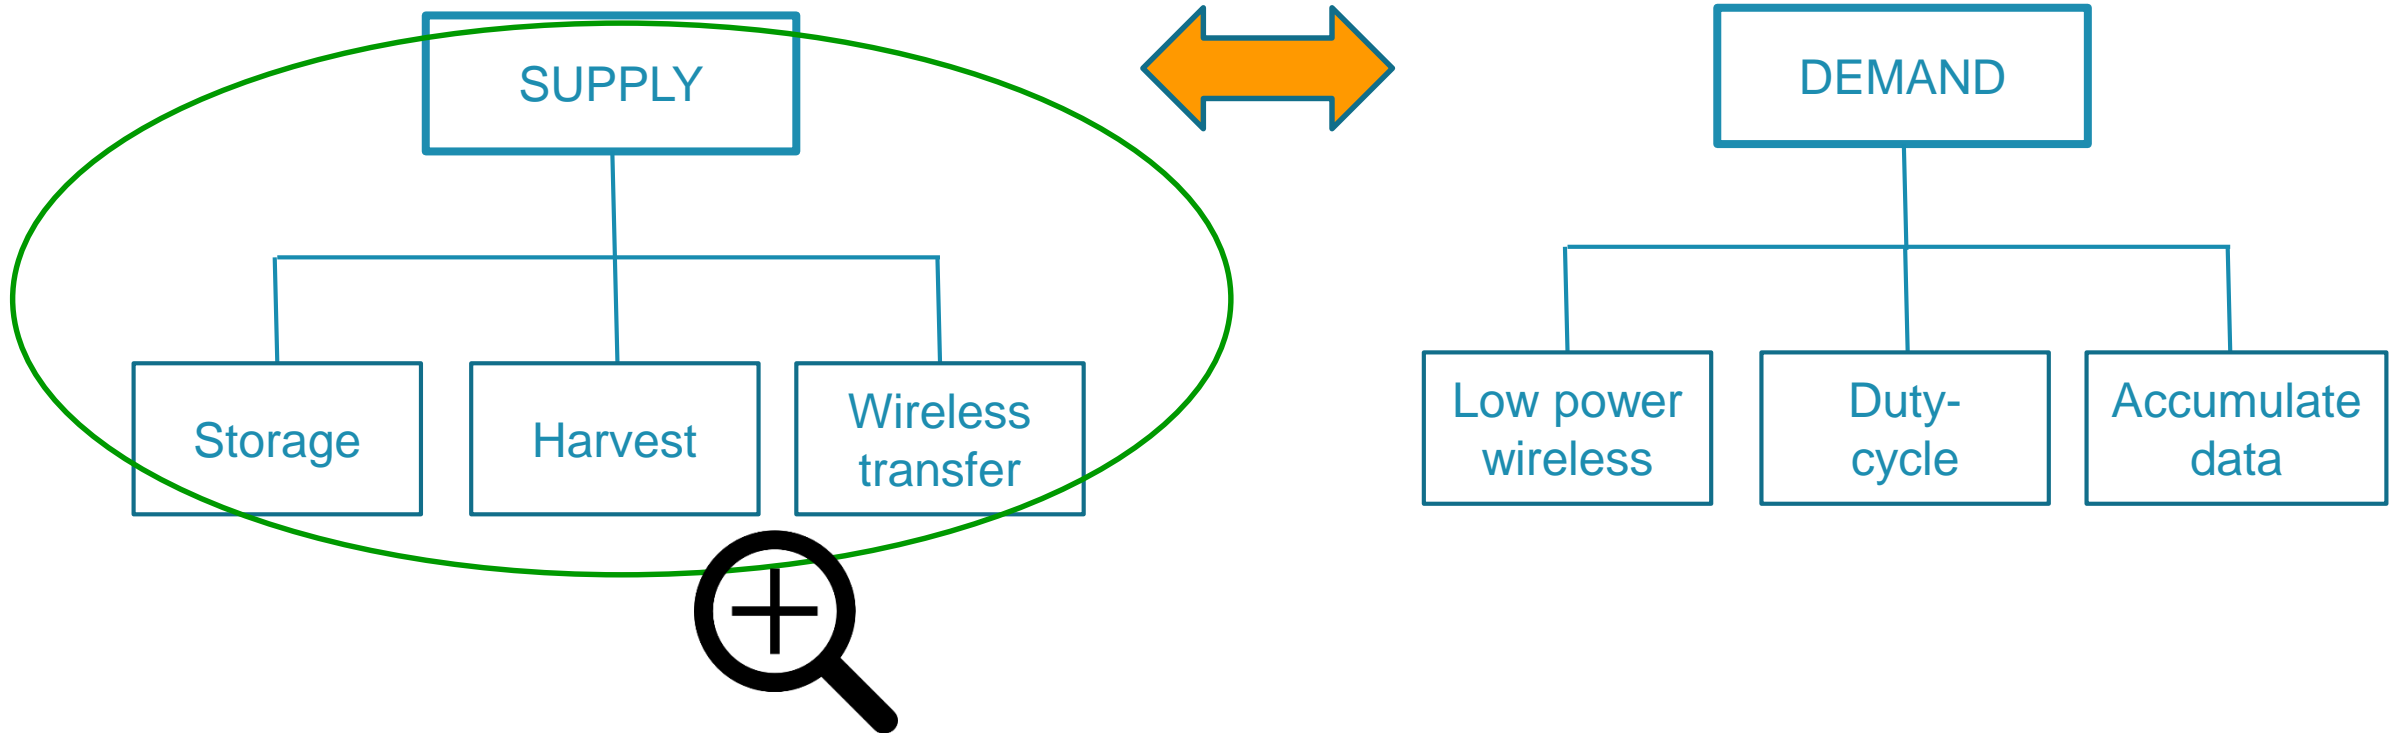 SUPPLY
DEMAND
Storage
Harvest
Wireless
transfer
Low power
wireless
Duty-
cycle
Accumulate
data